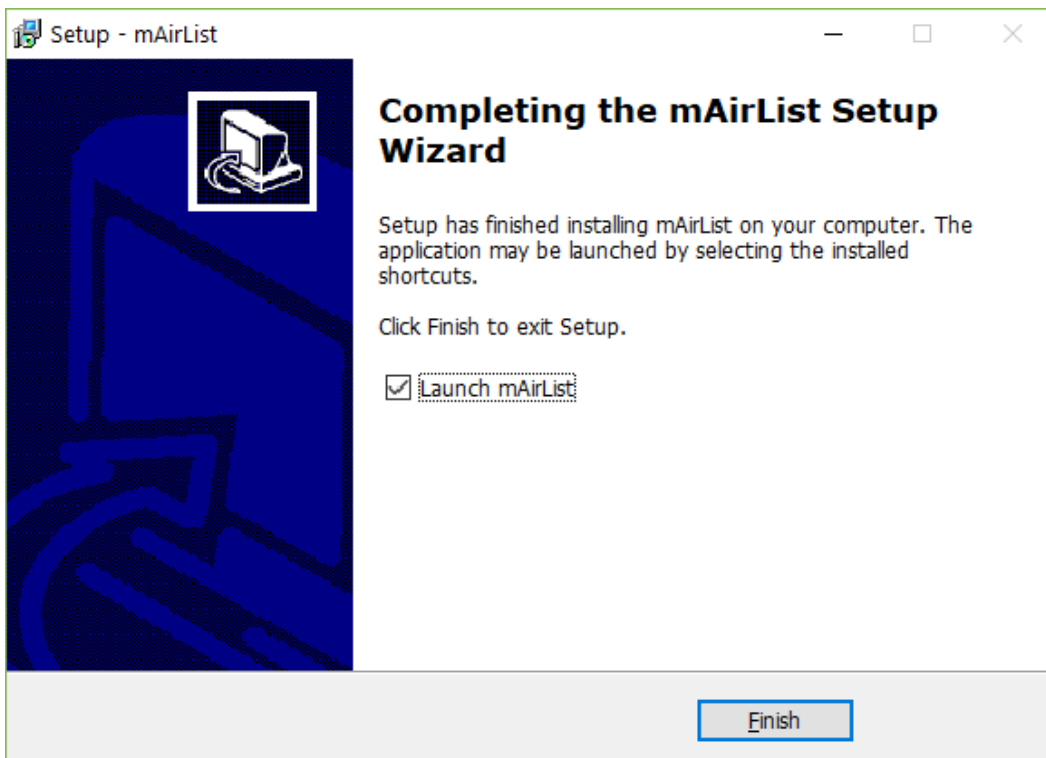 Setup - mAirList
Completing the mAirList Setup
Wizard
Setup has finished installing mAirList on your computer. The
application may be launched by selecting the installed
shortcuts.
Click Finish to exit Setup.
Launch mAirList
Finish